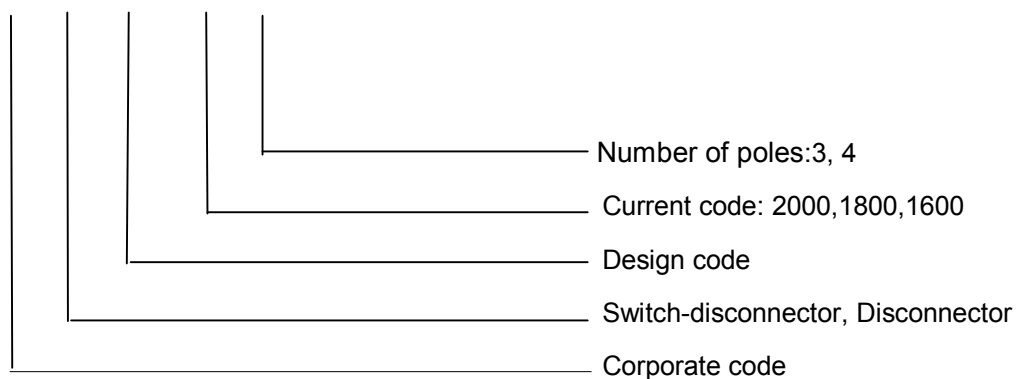 Number of poles:3, 4
Current code: 2000,1800,1600
Design code
Switch-disconnector, Disconnector
Corporate code